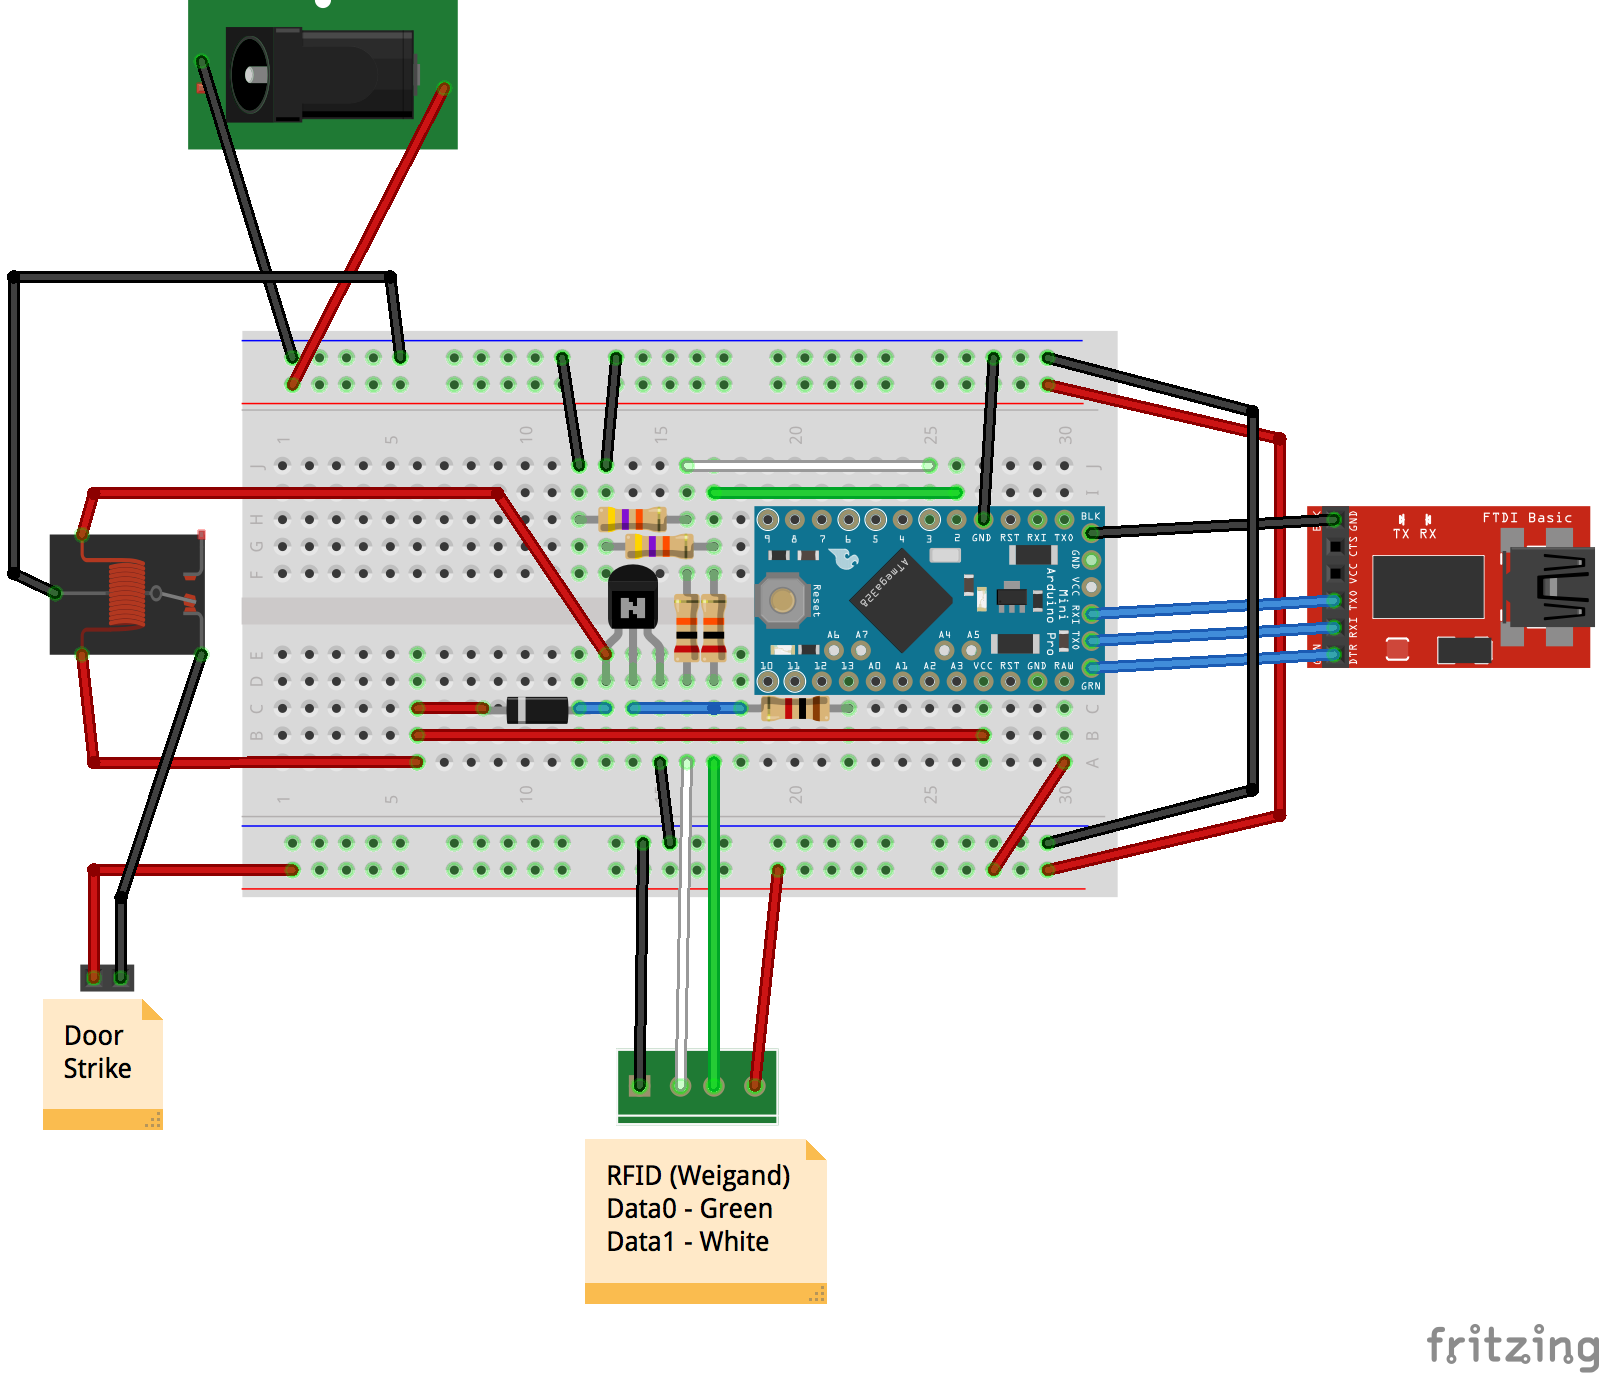 1
5
10
15
20
25
30
J
I
H
G
F
E
D
C
B
A
J
I
C
B
A
N
9 8 7 6 5 4 3 2 GND RST RXI TXO
BLK
GND
VCC
RXI
TXO
GRN
Reset
ATmega328
Arduino Pro
Mini
A6 A7
A4 A5
10 11 12 13 A0 A1 A2 A3 VCC RST GND RAW
FTDI Basic
TX RX
GND
CTS
VCC
TXO
RXI
DTR
1
5
10
15
20
25
30
Door
Strike
RFID (Weigand)
Data0 - Green
Data1 - White
fritzing